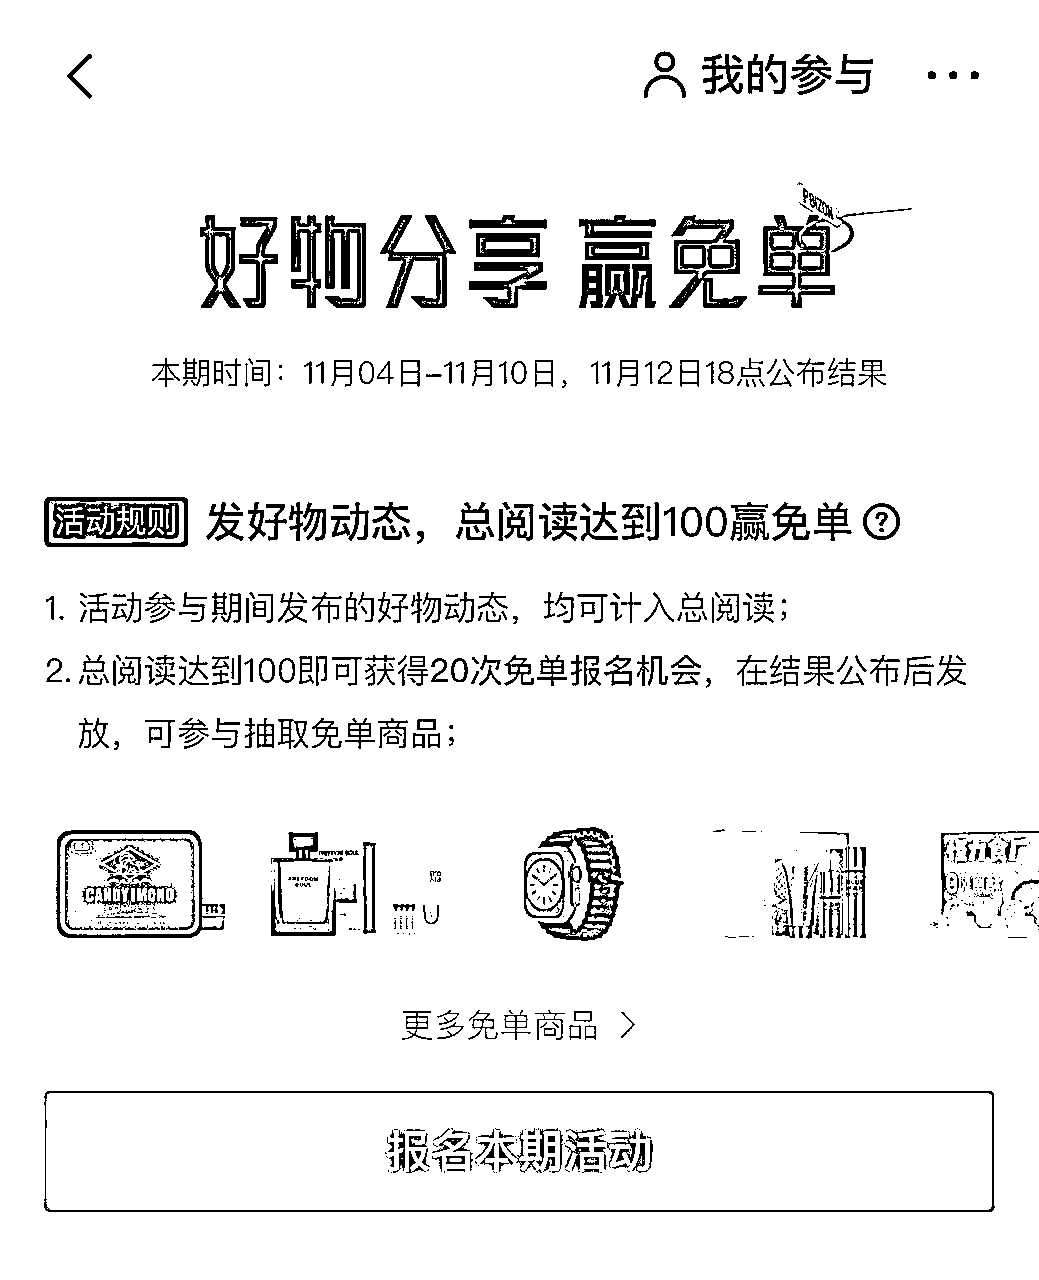 我的参与
POIZON
好物分享 赢免单
本期时间：11月04日–11月10日，11月12日18点公布结果
活动规则 发好物动态，总阅读达到100赢免单
1. 活动参与期间发布的好物动态，均可计入总阅读；
2. 总阅读达到100即可获得20次免单报名机会，在结果公布后发
放，可参与抽取免单商品；
更多免单商品
报名本期活动